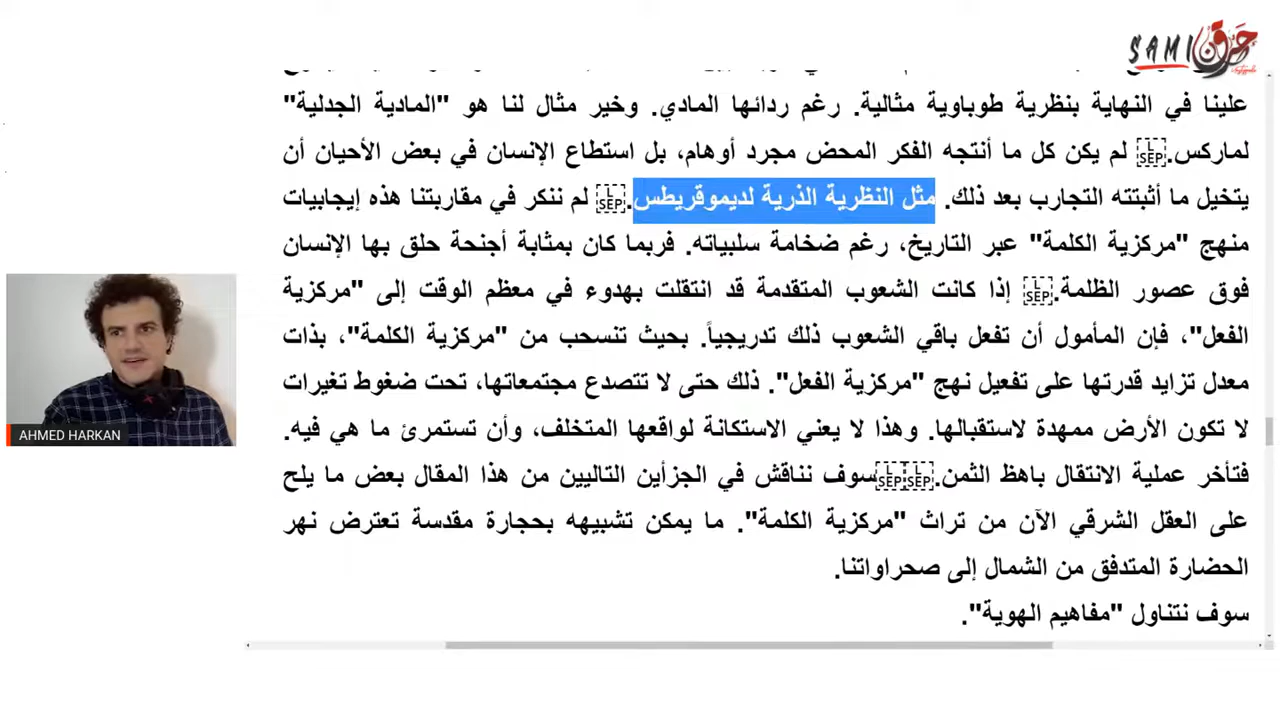 SAMI حرقان
علينا في النهاية بنظرية طوباوية مثالية. رغم ردائها المادي. وخير مثال لنا هو "المادية الجدلية"
لماركس. L SEP لم يكن كل ما أنتجه الفكر المحض مجرد أوهام، بل استطاع الإنسان في بعض الأحيان أن
يتخيل ما أثبتته التجارب بعد ذلك. مثل النظرية الذرية لديموقريطس. L SEP لم ننكر في مقاربتنا هذه إيجابيات
منهج "مركزية الكلمة" عبر التاريخ، رغم ضخامة سلبياته. فربما كان بمثابة أجنحة حلق بها الإنسان
فوق عصور الظلمة. L SEP إذا كانت الشعوب المتقدمة قد انتقلت بهدوء في معظم الوقت إلى "مركزية
الفعل"، فإن المأمول أن تفعل باقي الشعوب ذلك تدريجياً. بحيث تنسحب من "مركزية الكلمة"، بذات
معدل تزايد قدرتها على تفعيل نهج "مركزية الفعل". ذلك حتى لا تتصدع مجتمعاتها، تحت ضغوط تغيرات
لا تكون الأرض ممهدة لاستقبالها. وهذا لا يعني الاستكانة لواقعها المتخلف، وأن تستمرئ ما هي فيه.
فتأخر عملية الانتقال باهظ الثمن. L SEP L SEP سوف نناقش في الجزأين التاليين من هذا المقال بعض ما يلح
على العقل الشرقي الآن من تراث "مركزية الكلمة". ما يمكن تشبيهه بحجارة مقدسة تعترض نهر
الحضارة المتدفق من الشمال إلى صحراواتنا.
سوف نتناول "مفاهيم الهوية".
AHMED HARKAN